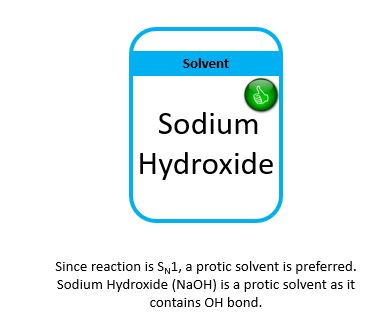 Solvent
Sodium
Hydroxide
Since reaction is SN1, a protic solvent is preferred.
Sodium Hydroxide (NaOH) is a protic solvent as it
contains OH bond.